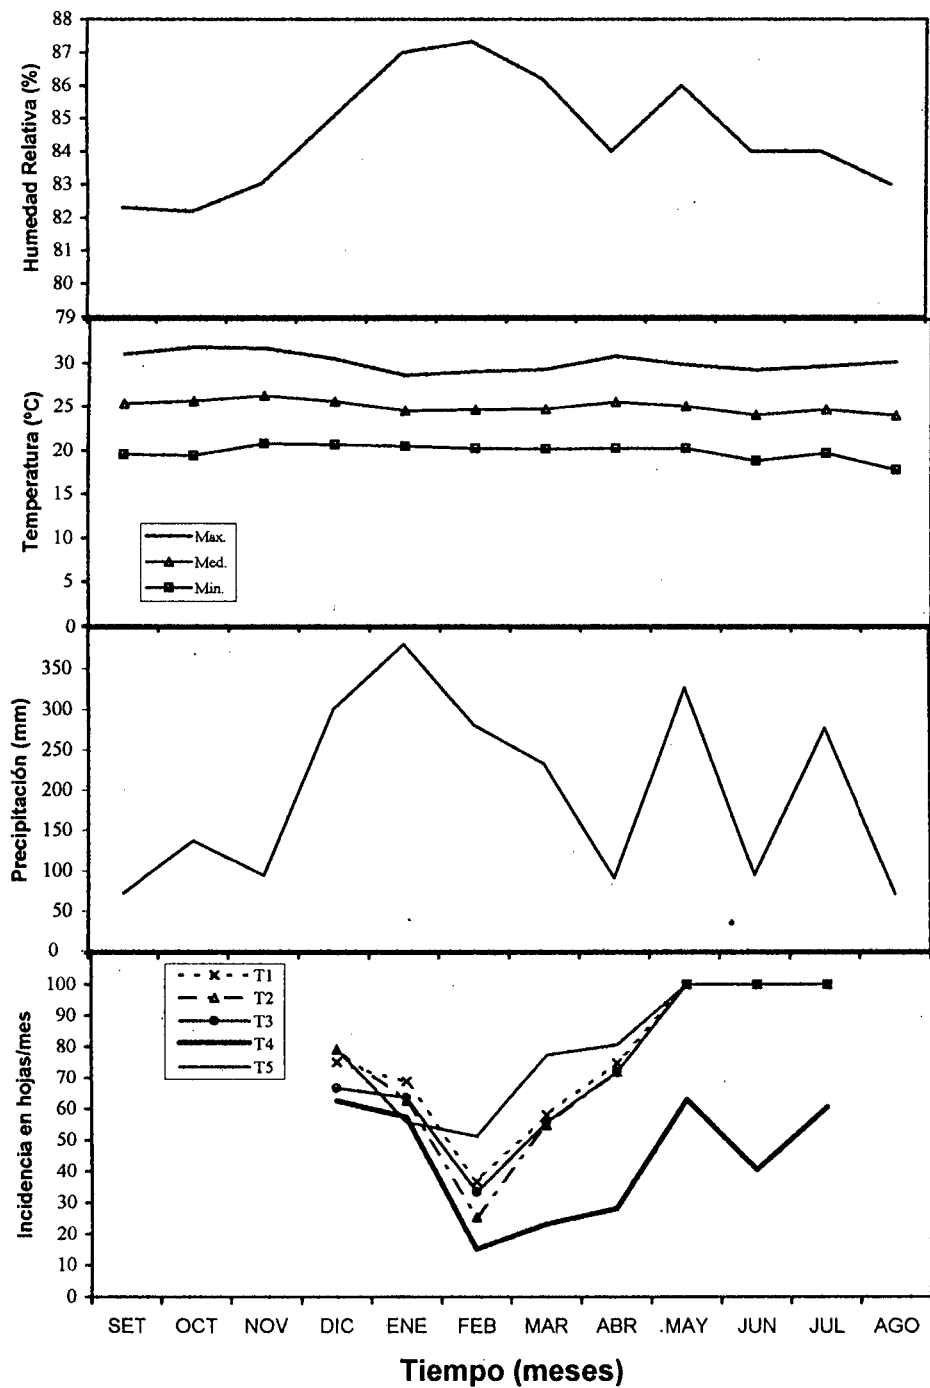 88
87
86
85
84
83
82
81
80
79
Humedad Relativa (%)
30
25
20
15
10
5
0
Temperatura (ºC)
Max.
Med.
Min.
350
300
250
200
150
100
50
0
Precipitación (mm)
T1
T2
T3
T4
T5
100
90
80
70
60
50
40
30
20
10
0
Incidencia en hojas/mes
SET OCT NOV DIC ENE FEB MAR ABR MAY JUN JUL AGO
Tiempo (meses)